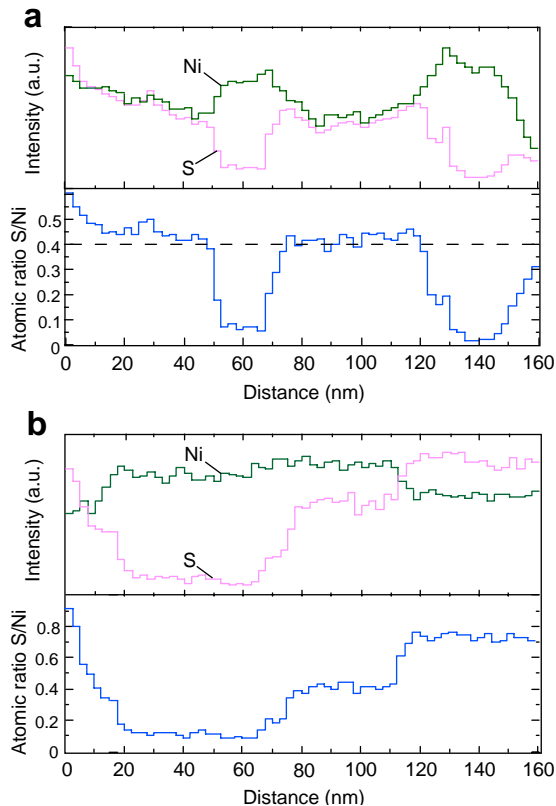 a
Intensity (a.u.)
Ni
S
Atomic ratio S/Ni
0.5
0.4
0.3
0.2
0.1
0
0 20 40 60 80 100 120 140 160
Distance (nm)
b
Intensity (a.u.)
Ni
S
Atomic ratio S/Ni
0.8
0.6
0.4
0.2
0
0 20 40 60 80 100 120 140 160
Distance (nm)